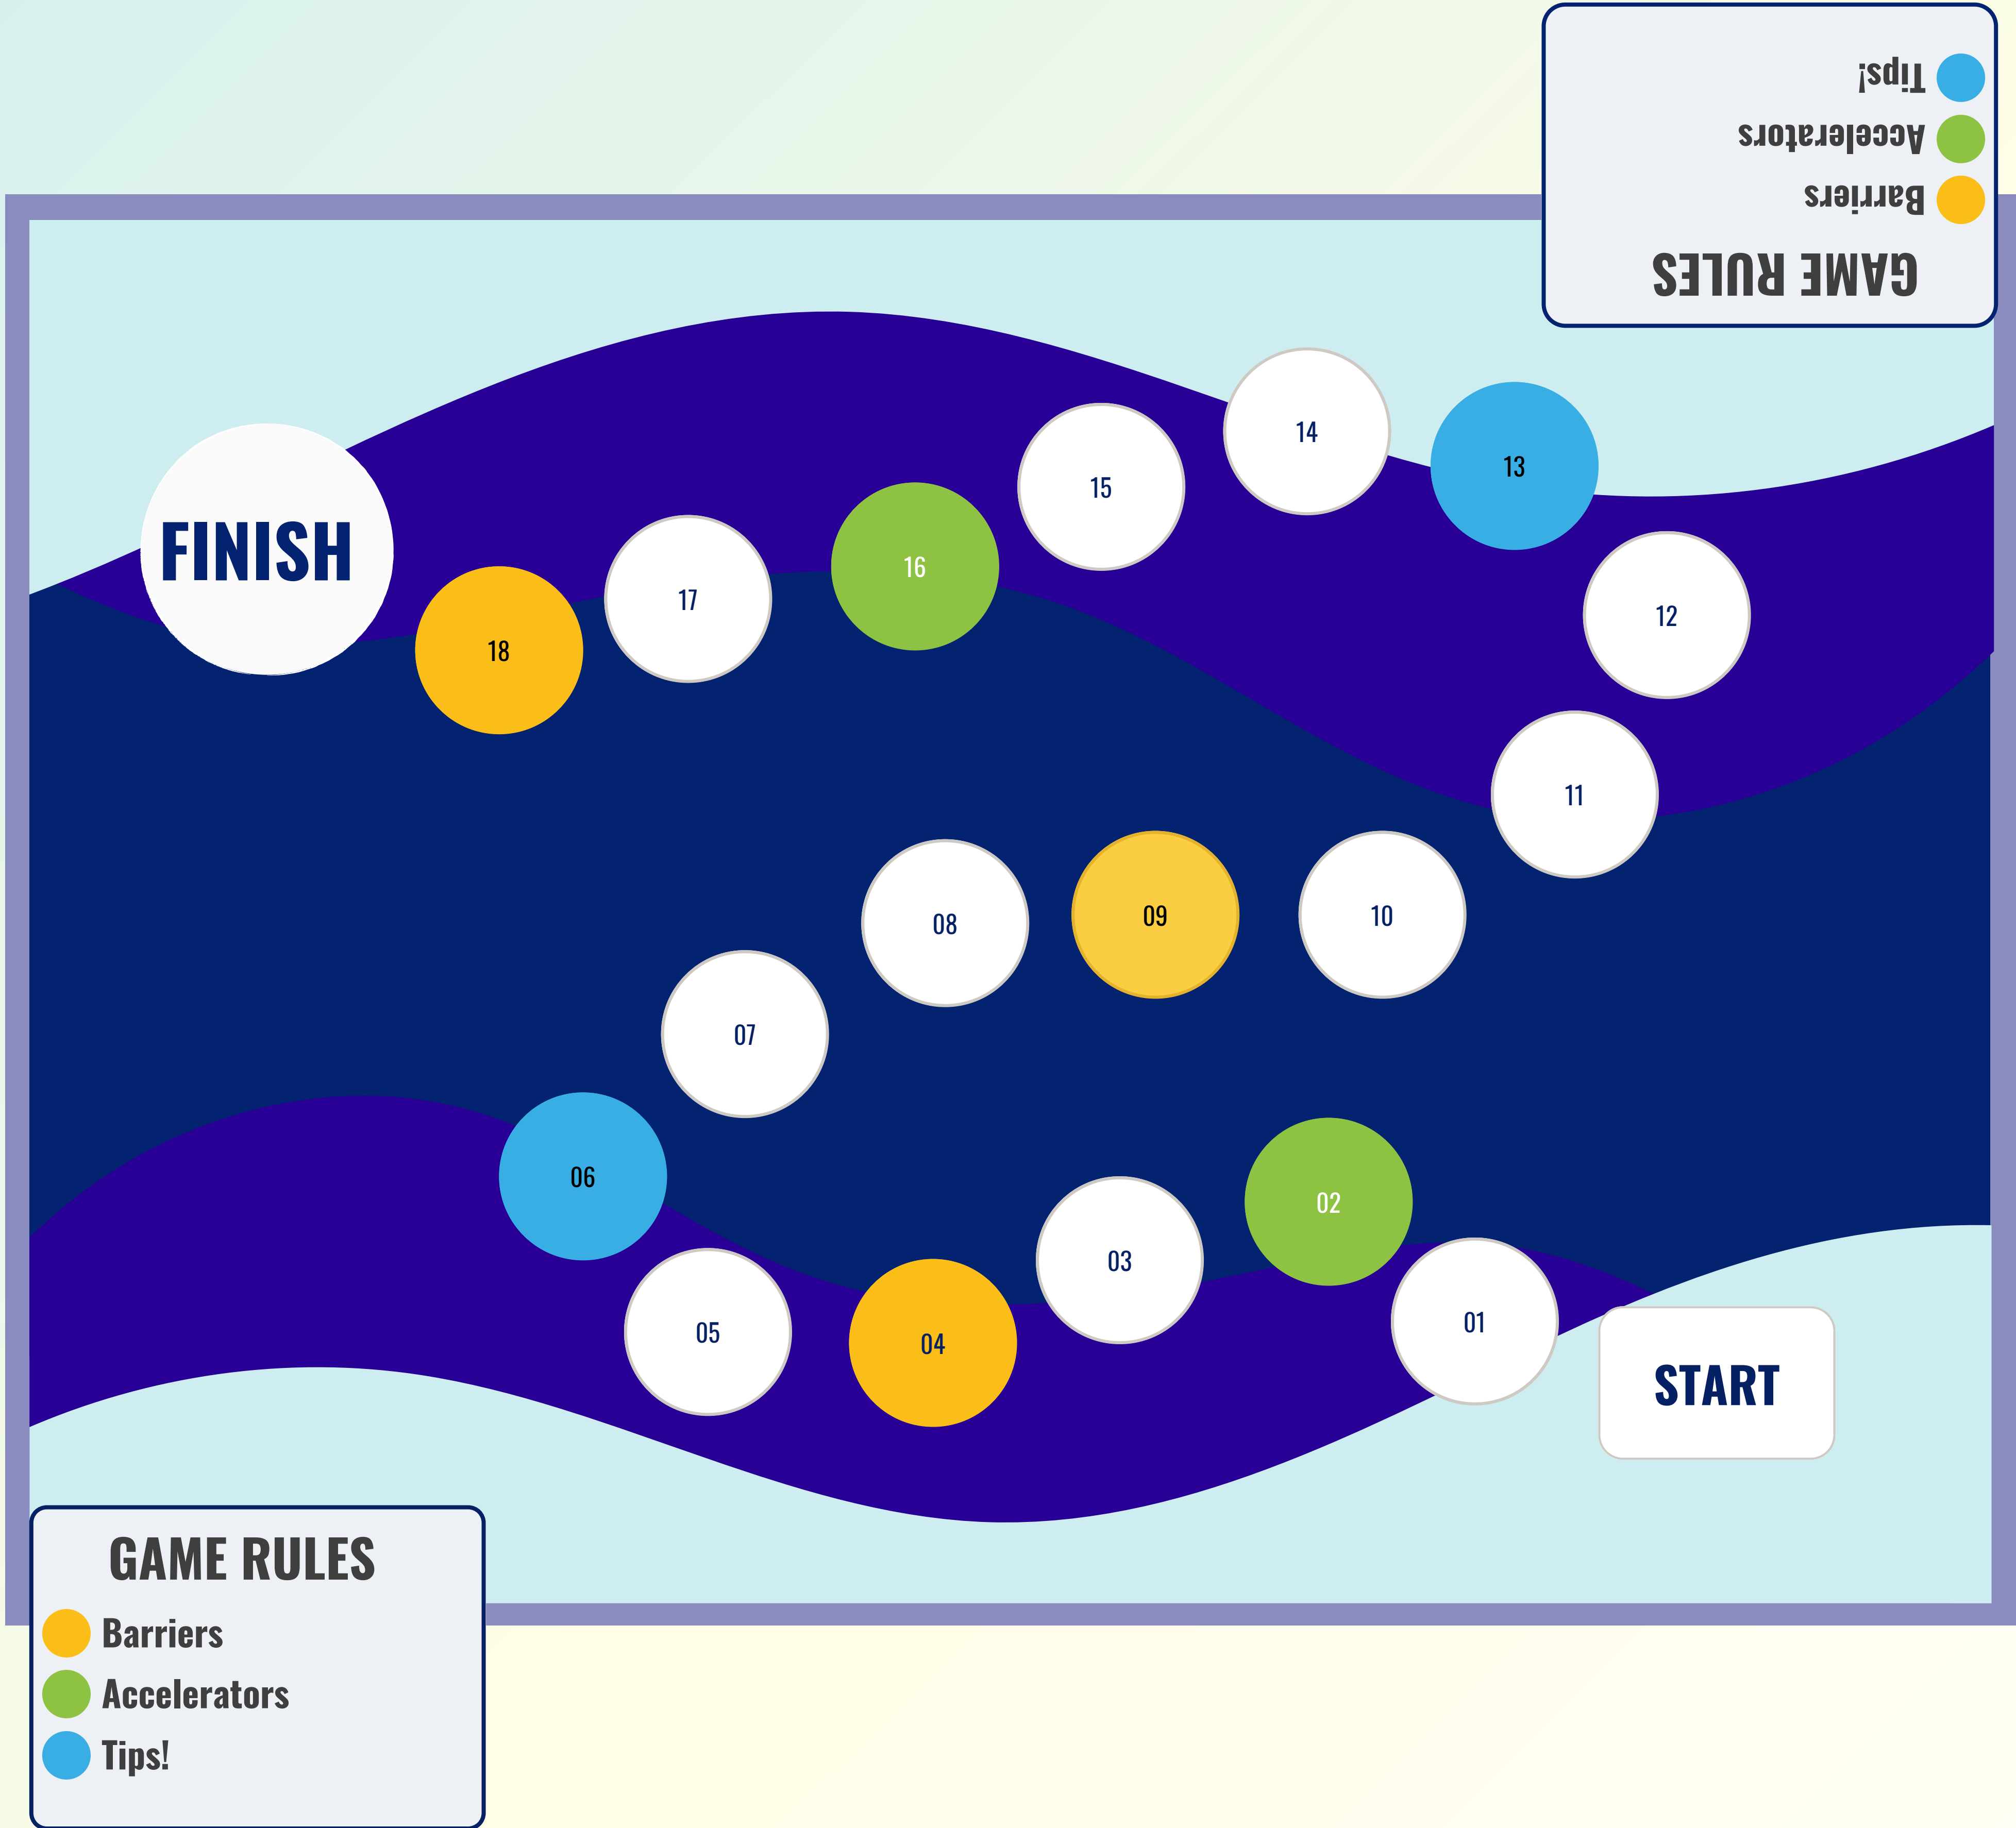 Tips!
Accelerators
Barriers
GAME RULES
14
13
15
FINISH
16
17
12
18
11
08
09
10
07
06
02
03
05
04
01
START
GAME RULES
Barriers
Accelerators
Tips!